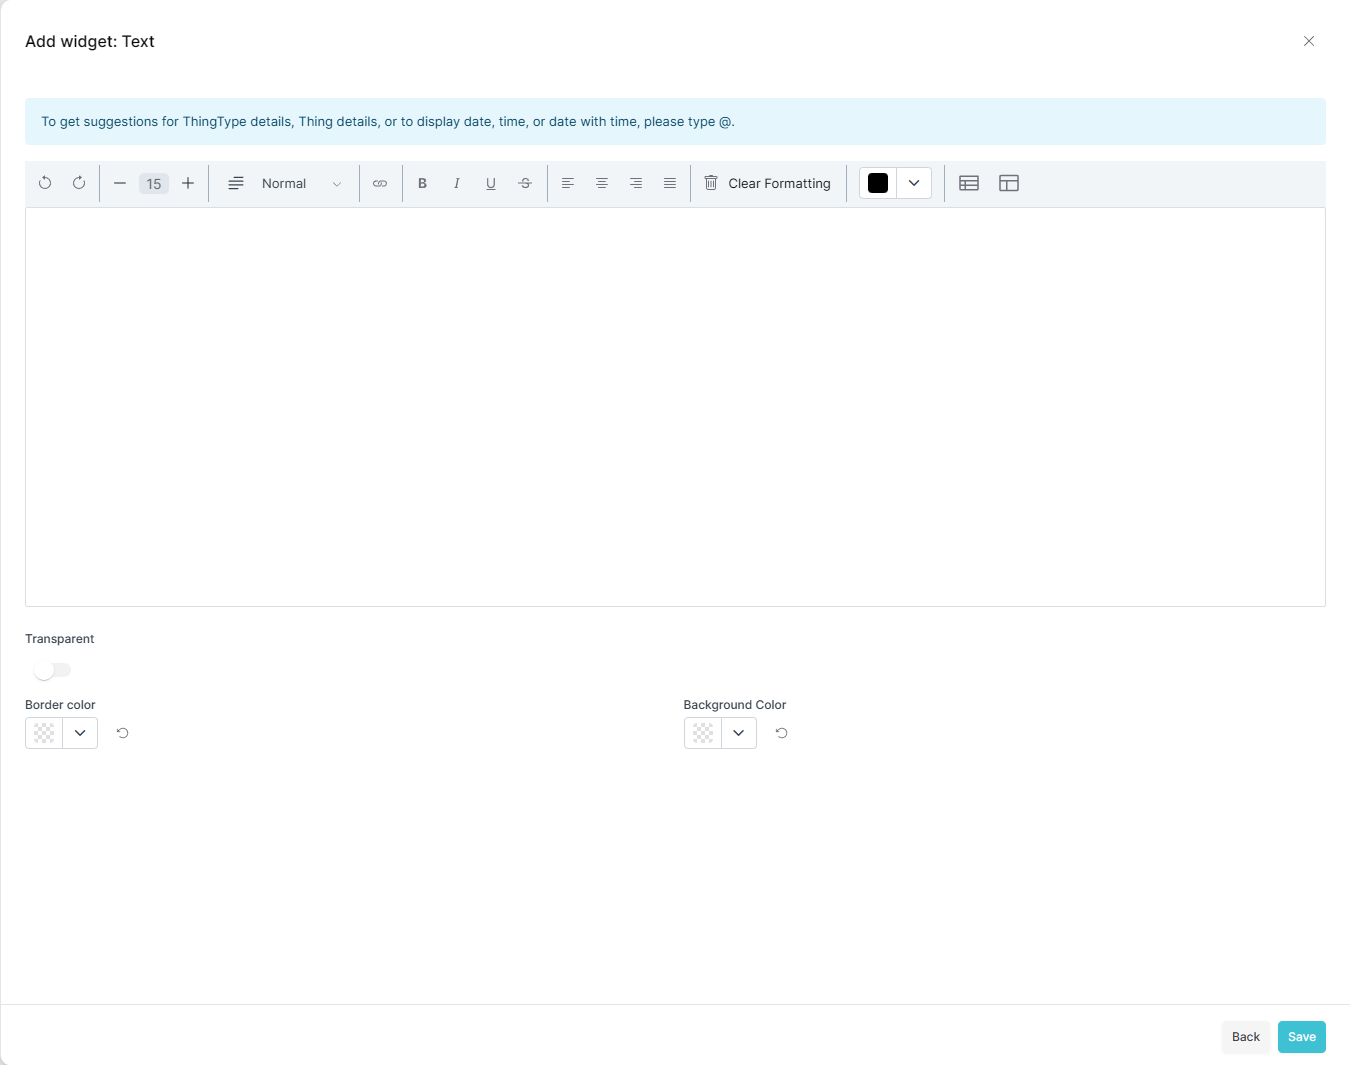 Add widget: Text
To get suggestions for ThingType details, Thing details, or to display date, time, or date with time, please type @.
15 Normal B I U S Clear Formatting
Transparent
Border color Background Color
Back Save